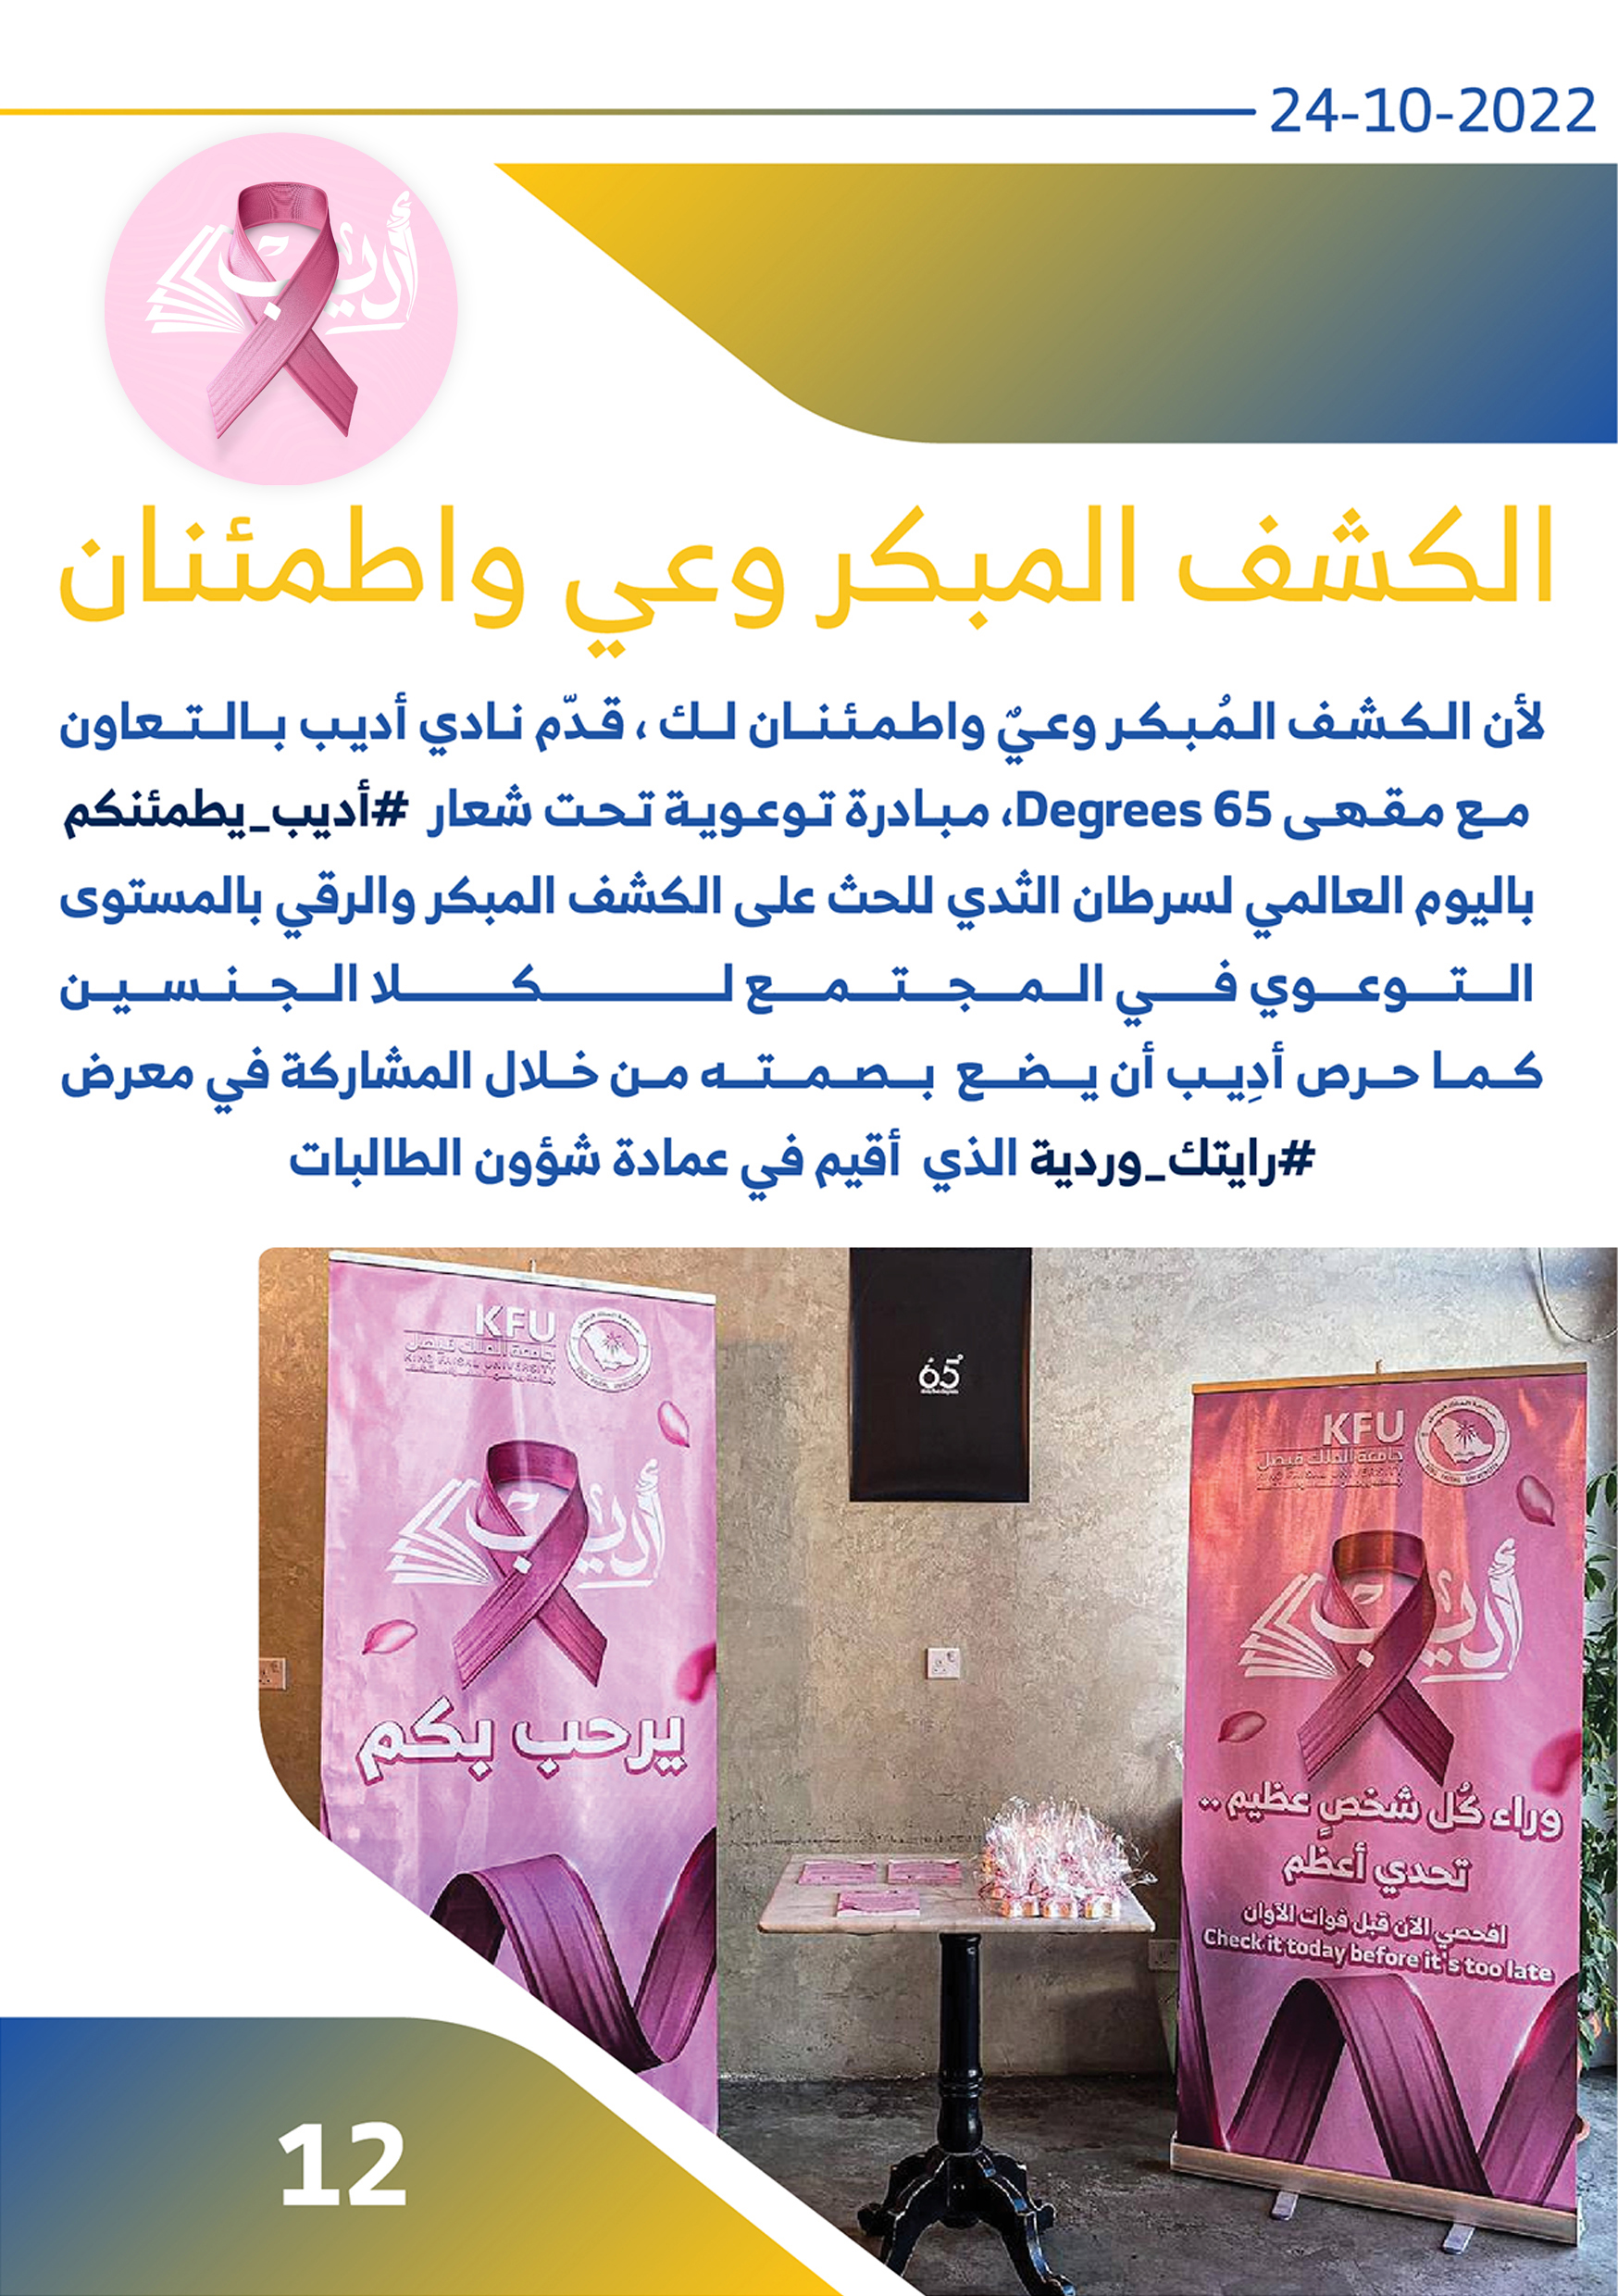 24-10-2022
أديب
الكشف المبكر وعي واطمئنان
لأن الكشف المُبكر وعيٌ واطمئنان لك ، قدّم نادي أديب بالتعاون
مع مقهى 65 Degrees، مبادرة توعوية تحت شعار #أديب_يطمئنكم
باليوم العالمي لسرطان الثدي للحث على الكشف المبكر والرقي بالمستوى
التوعوي في المجتمع لكلا الجنسين
كما حرص أدِيب أن يضع بصمته من خلال المشاركة في معرض
#رايتك_وردية الذي أقيم في عمادة شؤون الطالبات
KFU
جامعة الملك فيصل
KING FAISAL UNIVERSITY
أديب
يرحب بكم
65°
KFU
جامعة الملك فيصل
KING FAISAL UNIVERSITY
أديب
وراء كُل شخصٍ عظيم ..
تحدي أعظم
افحصي الآن قبل فوات الآوان
Check it today before it's too late
12